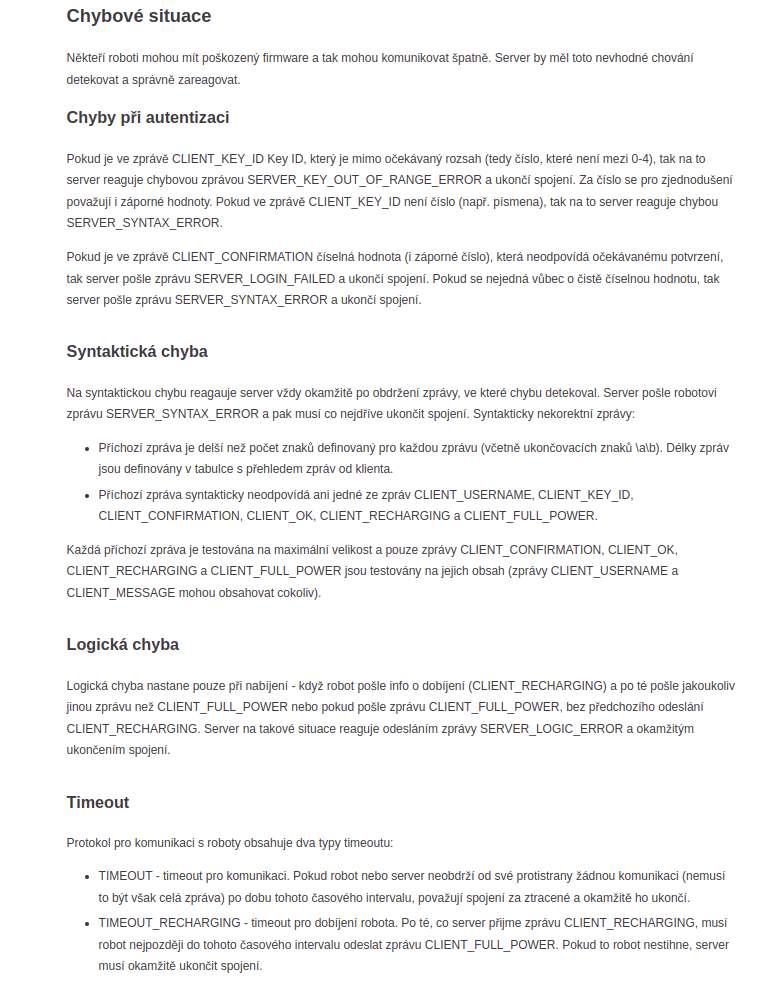 Chybové situace
Někteří roboti mohou mít poškozený firmware a tak mohou komunikovat špatně. Server by měl toto nevhodné chování
detekovat a správně zareagovat.
Chyby při autentizaci
Pokud je ve zprávě CLIENT_KEY_ID Key ID, který je mimo očekávaný rozsah (tedy číslo, které není mezi 0-4), tak na to
server reaguje chybovou zprávou SERVER_KEY_OUT_OF_RANGE_ERROR a ukončí spojení. Za číslo se pro zjednodušení
považují i záporné hodnoty. Pokud ve zprávě CLIENT_KEY_ID není číslo (např. písmena), tak na to server reaguje chybou
SERVER_SYNTAX_ERROR.
Pokud je ve zprávě CLIENT_CONFIRMATION číselná hodnota (i záporné číslo), která neodpovídá očekávanému potvrzení,
tak server pošle zprávu SERVER_LOGIN_FAILED a ukončí spojení. Pokud se nejedná vůbec o čistě číselnou hodnotu, tak
server pošle zprávu SERVER_SYNTAX_ERROR a ukončí spojení.
Syntaktická chyba
Na syntaktickou chybu reagauje server vždy okamžitě po obdržení zprávy, ve které chybu detekoval. Server pošle robotovi
zprávu SERVER_SYNTAX_ERROR a pak musí co nejdříve ukončit spojení. Syntakticky nekorektní zprávy:
• Příchozí zpráva je delší než počet znaků definovaný pro každou zprávu (včetně ukončovacích znaků \a\b). Délky zpráv
jsou definovány v tabulce s přehledem zpráv od klienta.
• Příchozí zpráva syntakticky neodpovídá ani jedné ze zpráv CLIENT_USERNAME, CLIENT_KEY_ID,
CLIENT_CONFIRMATION, CLIENT_OK, CLIENT_RECHARGING a CLIENT_FULL_POWER.
Každá příchozí zpráva je testována na maximální velikost a pouze zprávy CLIENT_CONFIRMATION, CLIENT_OK,
CLIENT_RECHARGING a CLIENT_FULL_POWER jsou testovány na jejich obsah (zprávy CLIENT_USERNAME a
CLIENT_MESSAGE mohou obsahovat cokoliv).
Logická chyba
Logická chyba nastane pouze při nabíjení - když robot pošle info o dobíjení (CLIENT_RECHARGING) a po té pošle jakoukoliv
jinou zprávu než CLIENT_FULL_POWER nebo pokud pošle zprávu CLIENT_FULL_POWER, bez předchozího odeslání
CLIENT_RECHARGING. Server na takové situace reaguje odesláním zprávy SERVER_LOGIC_ERROR a okamžitým
ukončením spojení.
Timeout
Protokol pro komunikaci s roboty obsahuje dva typy timeoutu:
• TIMEOUT - timeout pro komunikaci. Pokud robot nebo server neobdrží od své protistrany žádnou komunikaci (nemusí
to být však celá zpráva) po dobu tohoto časového intervalu, považují spojení za ztracené a okamžitě ho ukončí.
• TIMEOUT_RECHARGING - timeout pro dobíjení robota. Po té, co server přijme zprávu CLIENT_RECHARGING, musí
robot nejpozději do tohoto časového intervalu odeslat zprávu CLIENT_FULL_POWER. Pokud to robot nestihne, server
musí okamžitě ukončit spojení.